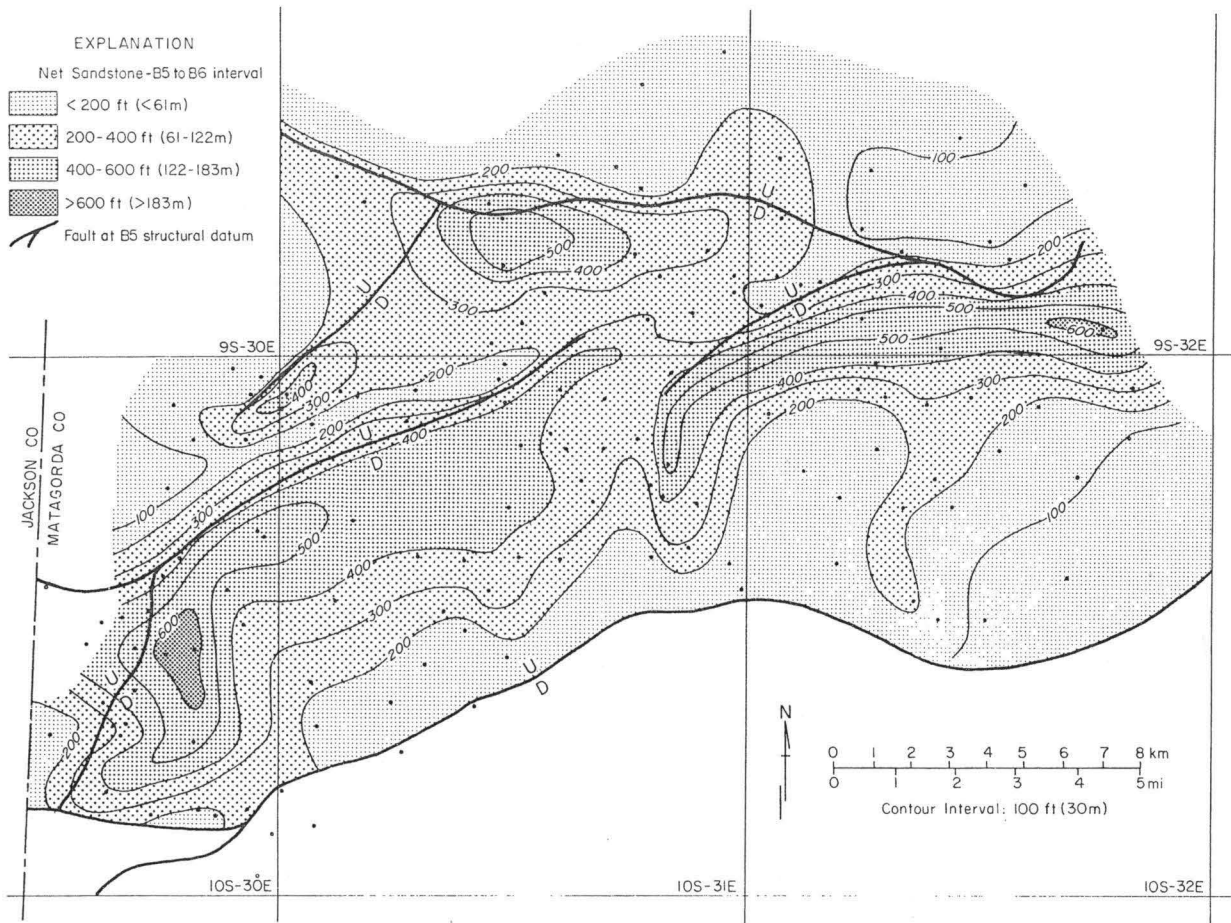 EXPLANATION
Net Sandstone-B5 to B6 interval
< 200 ft (<61m)
200-400 ft (61-122m)
400-600 ft (122-183m)
>600 ft (>183m)
Fault at B5 structural datum
100
200
U
D
500
400
300
U
D
U
D
200
300
400
500
600
500
9S-30E
9S-32E
400
300
200
200
U
D
400
400
300
200
200
100
JACKSON CO
MATAGORDA CO
100
300
500
400
100
600
300
200
U
D
U
D
200
N
0 1 2 3 4 5 6 7 8 km
0 1 2 3 4 5 mi
Contour Interval: 100 ft (30m)
10S-30E
10S-31E
10S-32E